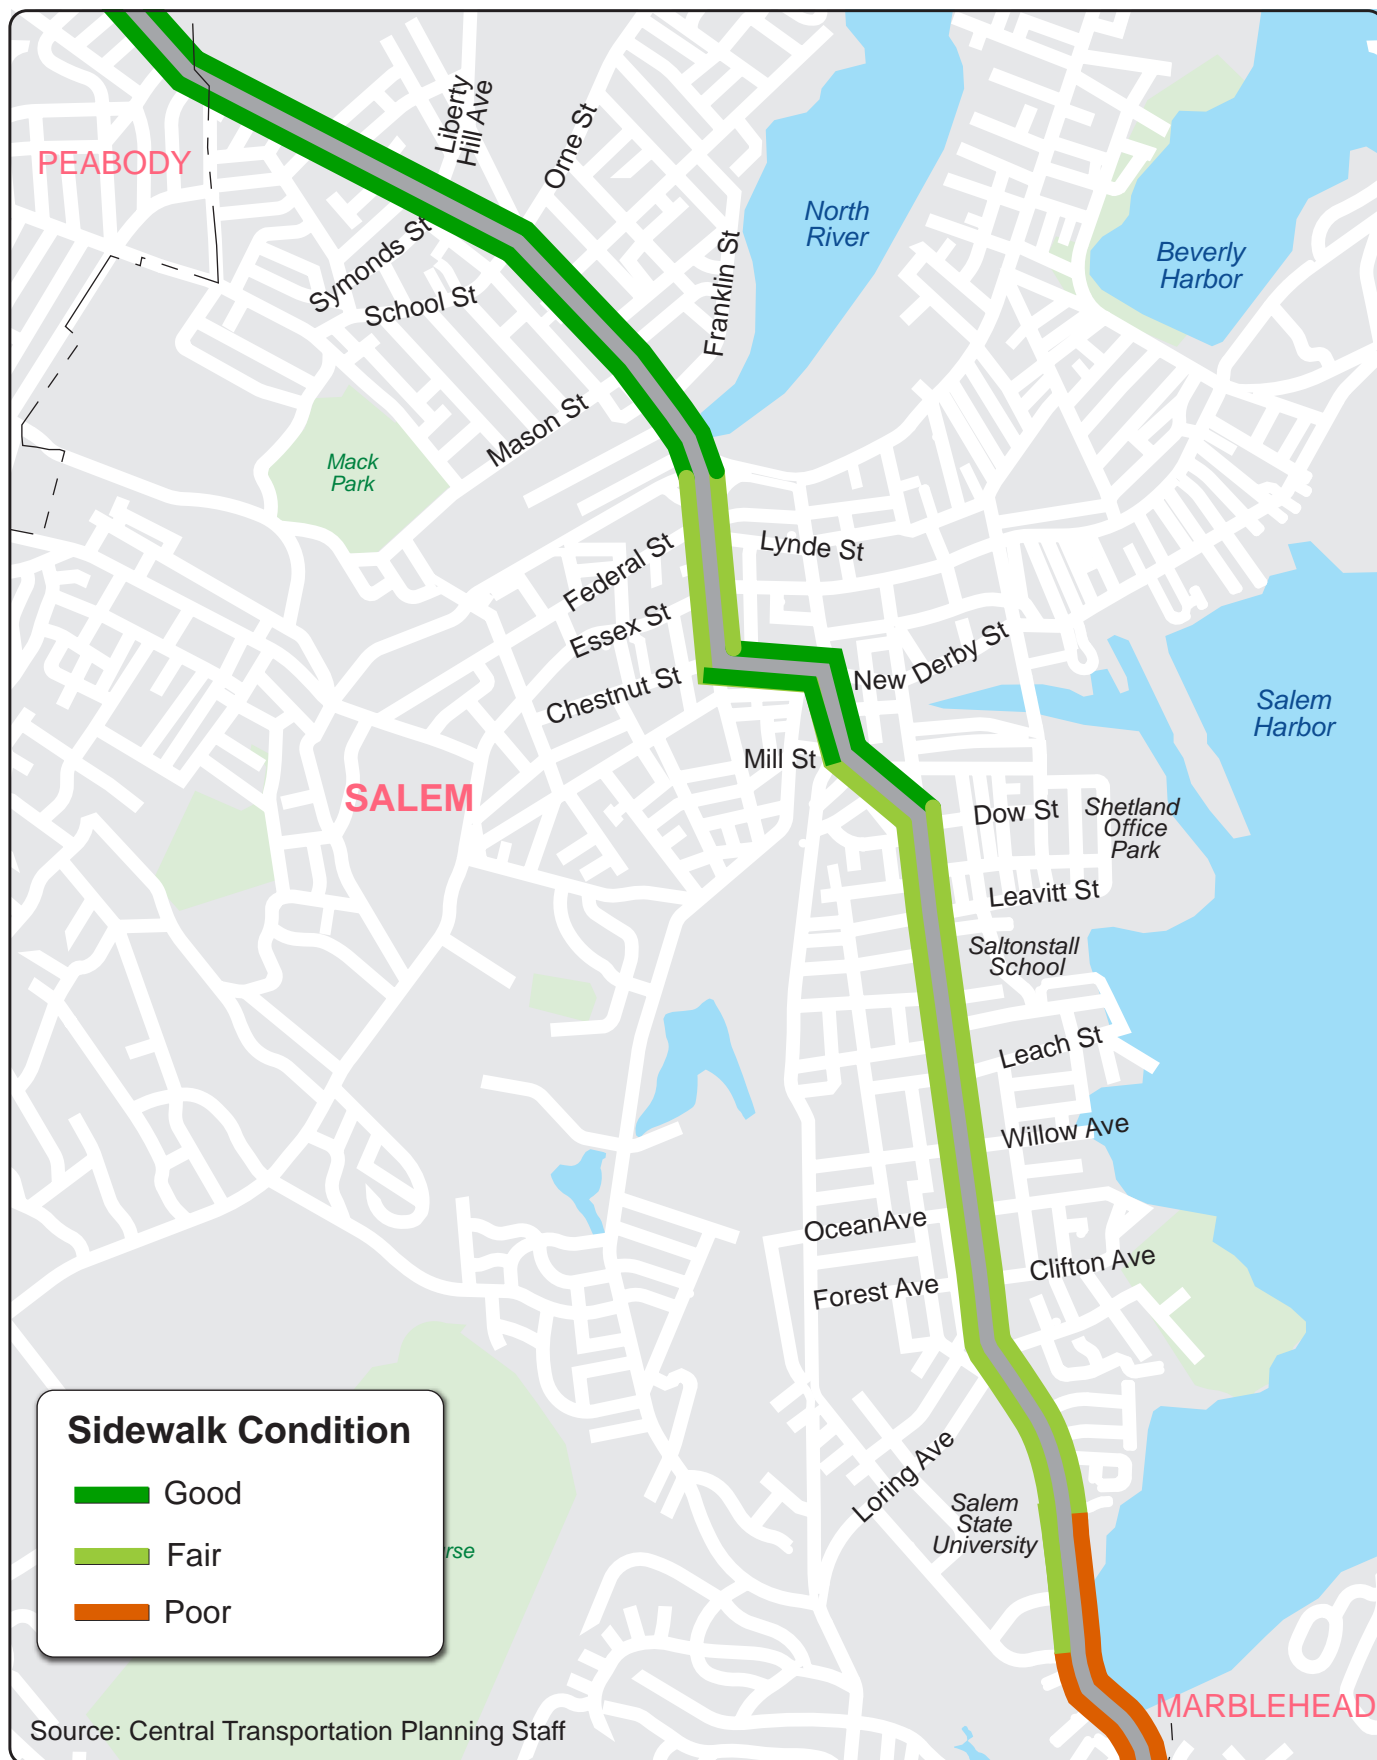 Liberty
Hill Ave
Orne St
PEABODY
North
River
Beverly
Harbor
Symonds St
School St
Franklin St
Mason St
Mack
Park
Lynde St
Federal St
Essex St
Chestnut St
New Derby St
Salem
Harbor
Mill St
SALEM
Dow St
Shetland
Office
Park
Leavitt St
Saltonstall
School
Leach St
Willow Ave
OceanAve
Clifton Ave
Forest Ave
Loring Ave
Salem
State
University
Sidewalk Condition
Good
Fair
rse
Poor
MARBLEHEAD
Source: Central Transportation Planning Staff